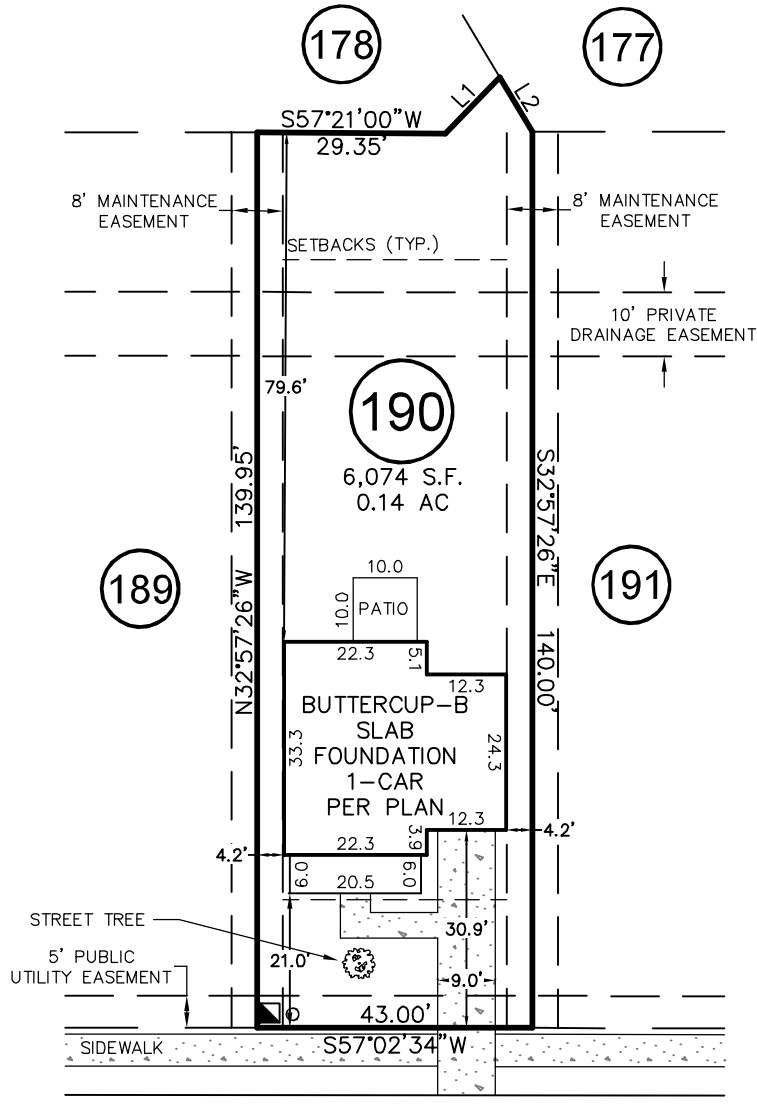 178
177
L1
L2
S57°21'00"W
29.35'
8' MAINTENANCE
EASEMENT
8' MAINTENANCE
EASEMENT
SETBACKS (TYP.)
10' PRIVATE
DRAINAGE EASEMENT
79.6'
190
6,074 S.F.
0.14 AC
N32°57'26"W 139.95'
S32°57'26"E 140.00'
189
191
10.0
10.0
PATIO
22.3
5.1
12.3
BUTTERCUP-B
SLAB
FOUNDATION
1-CAR
PER PLAN
33.3
24.3
12.3
22.3
3.9
4.2'
4.2'
6.0
20.5
6.0
STREET TREE
30.9'
5' PUBLIC
UTILITY EASEMENT
21.0'
9.0'
43.00'
SIDEWALK
S57°02'34"W